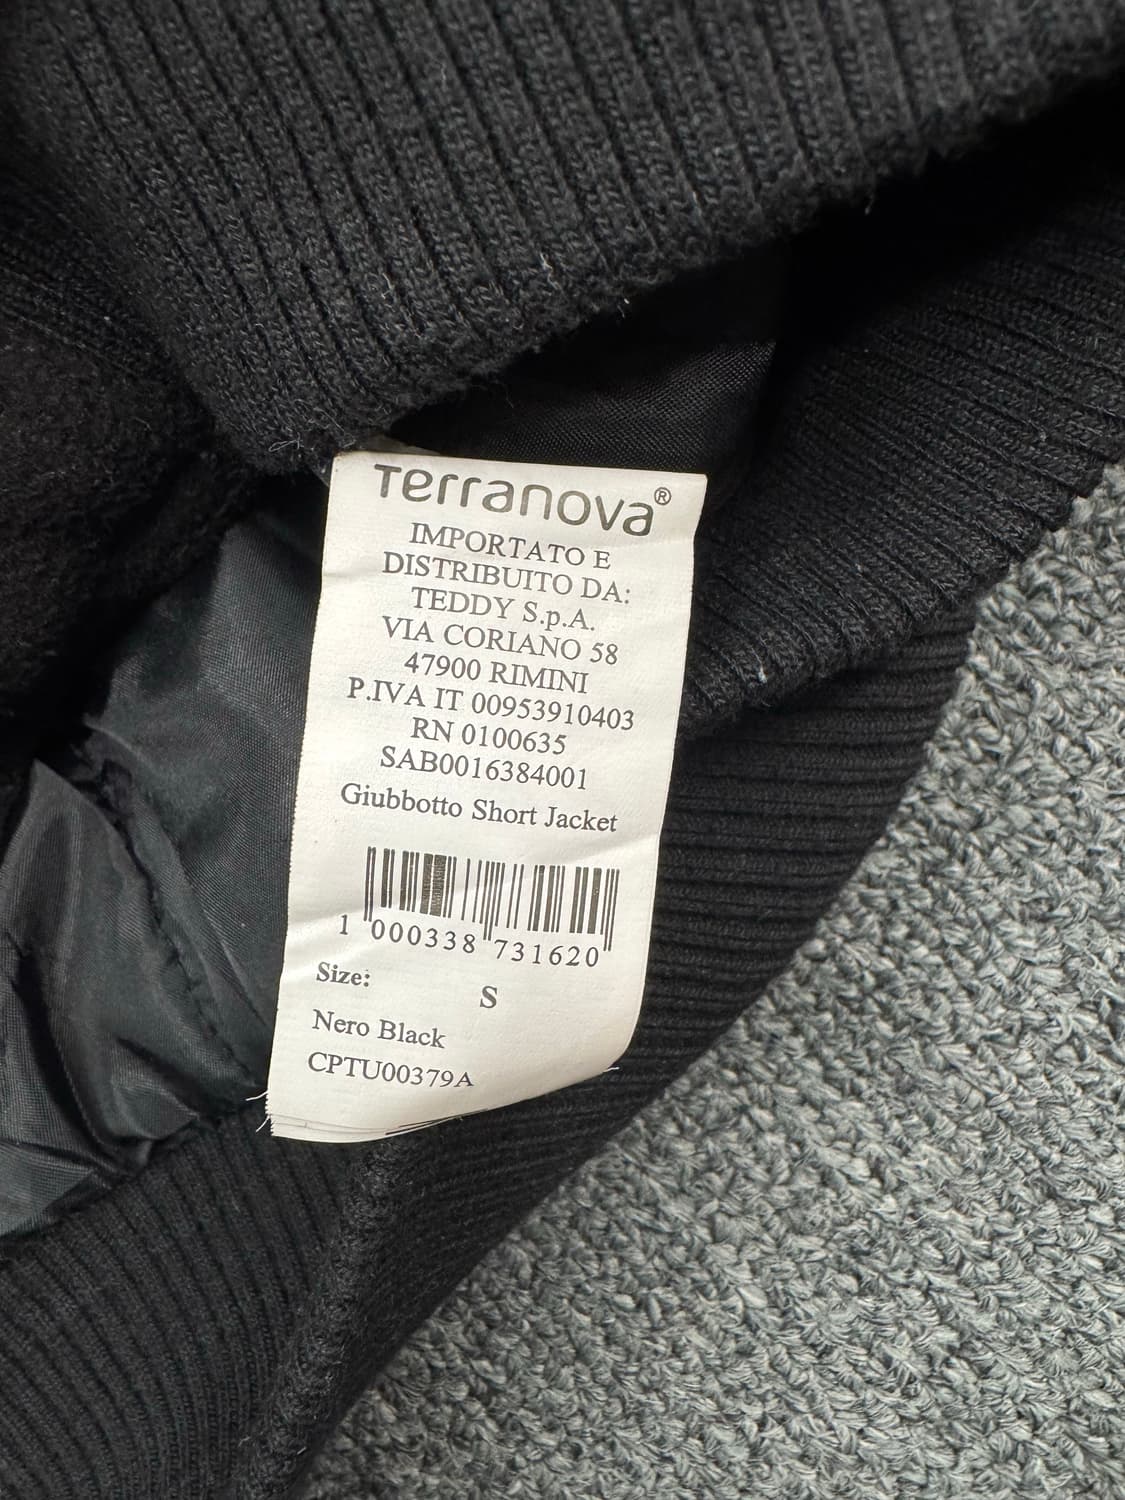 Terranova®
IMPORTATO E
DISTRIBUITO DA:
TEDDY S.p.A.
VIA CORIANO 58
47900 RIMINI
P.IVA IT 00953910403
RN 0100635
SAB0016384001
Giubbotto Short Jacket
1 000338 731620
Size: S
Nero Black
CPTU00379A